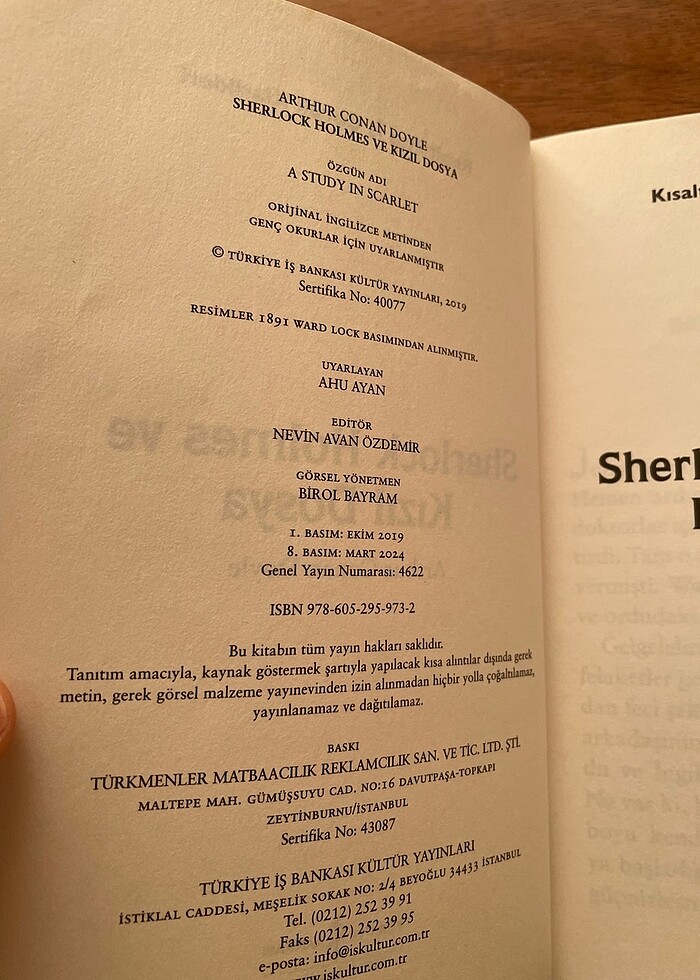 ARTHUR CONAN DOYLE
SHERLOCK HOLMES VE KIZIL DOSYA
ÖZGÜN ADI
A STUDY IN SCARLET
ORİJİNAL İNGİLİZCE METİNDEN
GENÇ OKURLAR İÇİN UYARLANMIŞTIR
© TÜRKİYE İŞ BANKASI KÜLTÜR YAYINLARI, 2019
Sertifika No: 40077
RESİMLER 1891 WARD LOCK BASIMINDAN ALINMIŞTIR.
UYARLAYAN
AHU AYAN
EDİTÖR
NEVİN AVAN ÖZDEMİR
GÖRSEL YÖNETMEN
BİROL BAYRAM
1. BASIM: EKİM 2019
8. BASIM: MART 2024
Genel Yayın Numarası: 4622
ISBN 978-605-295-973-2
Bu kitabın tüm yayın hakları saklıdır.
Tanıtım amacıyla, kaynak göstermek şartıyla yapılacak kısa alıntılar dışında gerek
metin, gerek görsel malzeme yayınevinden izin alınmadan hiçbir yolla çoğaltılamaz,
yayınlanamaz ve dağıtılamaz.
BASKI
TÜRKMENLER MATBAACILIK REKLAMCILIK SAN. VE TİC. LTD. ŞTİ.
MALTEPE MAH. GÜMÜŞSUYU CAD. NO:16 DAVUTPAŞA-TOPKAPI
ZEYTİNBURNU/İSTANBUL
Sertifika No: 43087
TÜRKİYE İŞ BANKASI KÜLTÜR YAYINLARI
İSTİKLAL CADDESİ, MEŞELİK SOKAK NO: 2/4 BEYOĞLU 34433 İSTANBUL
Tel. (0212) 252 39 91
Faks (0212) 252 39 95
e-posta: info@iskultur.com.tr
www.iskultur.com.tr
Kısalt
Sherl